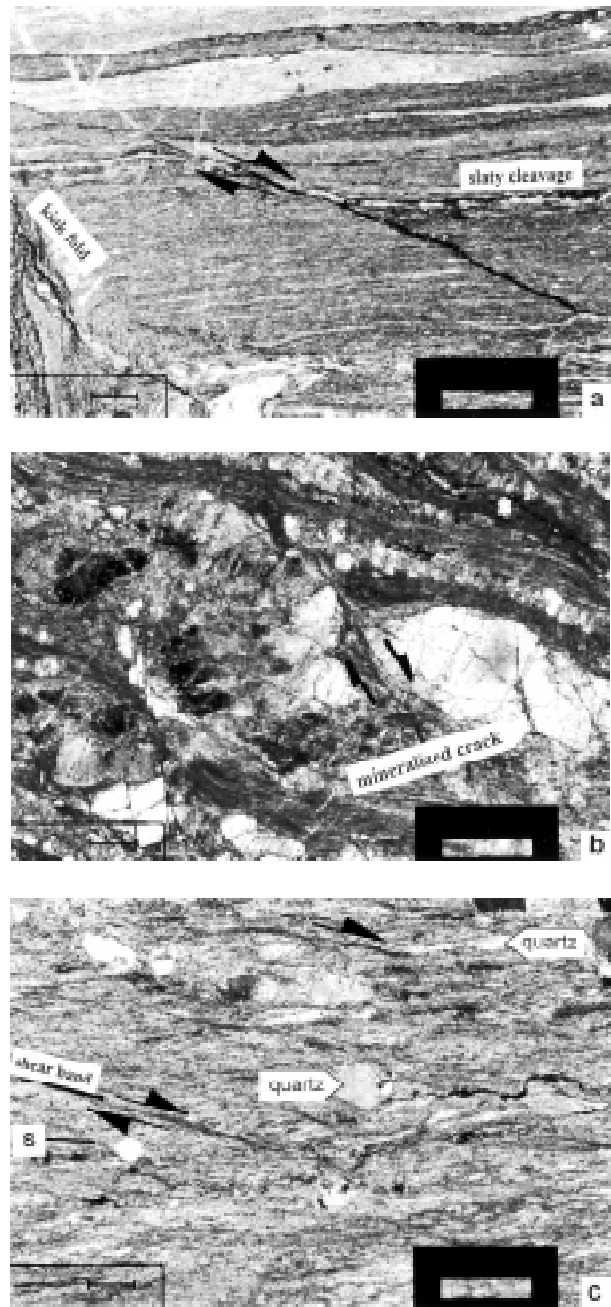 slaty cleavage
kink fold
a
mineralised crack
b
quartz
shear band
quartz
s
c